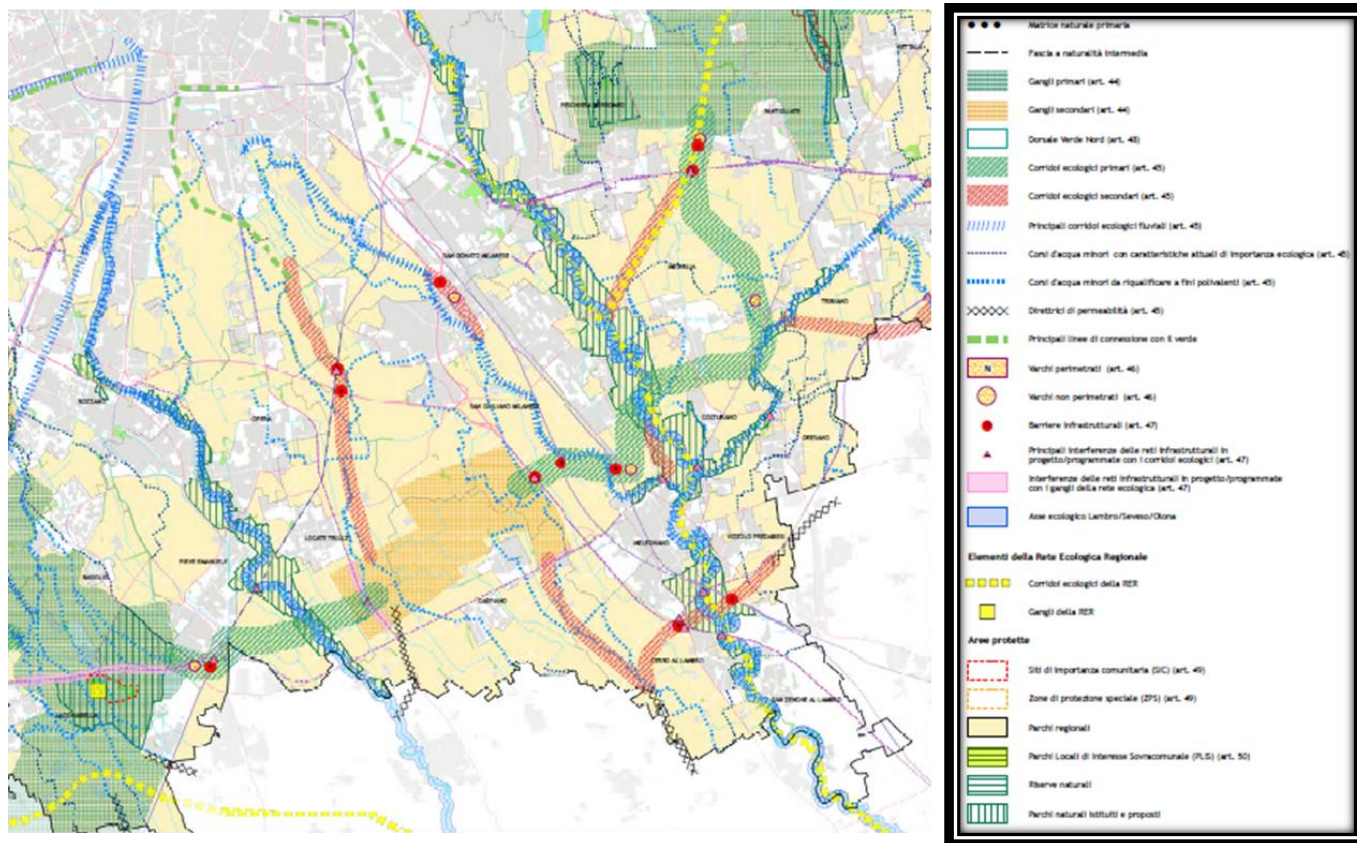 PESCHIERA BORROMEO
PANTIGLIATE
SAN DONATO MILANESE
MEDIGLIA
TRIBIANO
ROZZANO
OPERA
SAN GIULIANO MILANESE
COLTURANO
DRESANO
LOCATE TRIULZI
MELEGNANO
VIZZOLO PREDABISSI
PIEVE EMANUELE
BASIGLIO
CARPIANO
CERRO AL LAMBRO
SAN ZENONE AL LAMBRO
LACCHIARELLA
Matrice naturale primaria
Fascia a naturalità intermedia
Gangli primari (art. 44)
Gangli secondari (art. 44)
Dorsale Verde Nord (art. 48)
Corridoi ecologici primari (art. 45)
Corridoi ecologici secondari (art. 45)
Principali corridoi ecologici fluviali (art. 45)
Corsi d'acqua minori con caratteristiche attuali di importanza ecologica (art. 45)
Corsi d'acqua minori da riqualificare a fini polivalenti (art. 45)
Direttrici di permeabilità (art. 45)
Principali linee di connessione con il verde
N Varchi perimetrati (art. 46)
Varchi non perimetrati (art. 46)
Barriere infrastrutturali (art. 47)
Principali interferenze delle reti infrastrutturali in
progetto/programmate con i corridoi ecologici (art. 47)
Interferenze delle reti infrastrutturali in progetto/programmate
con i gangli della rete ecologica (art. 47)
Asse ecologico Lambro/Seveso/Olona
Elementi della Rete Ecologica Regionale
Corridoi ecologici della RER
Gangli della RER
Aree protette
Siti di importanza comunitaria (SIC) (art. 49)
Zone di protezione speciale (ZPS) (art. 49)
Parchi regionali
Parchi Locali di Interesse Sovracomunale (PLIS) (art. 50)
Riserve naturali
Parchi naturali istituiti e proposti